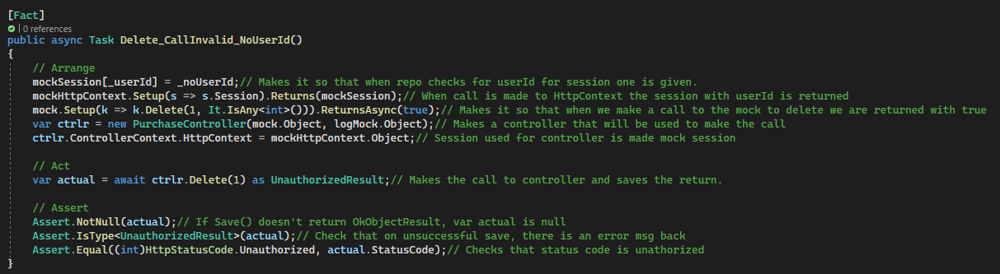 [Fact]
| 0 references
public async Task Delete_CallInvalid_NoUserId()
{
// Arrange
mockSession[_userId] = _noUserId;// Makes it so that when repo checks for userId for session one is given.
mockHttpContext.Setup(s => s.Session).Returns(mockSession);// When call is made to HttpContext the session with userId is returned
mock.Setup(k => k.Delete(1, It.IsAny<int>())).ReturnsAsync(true);// Makes it so that when we make a call to the mock to delete we are returned with true
var ctrlr = new PurchaseController(mock.Object, logMock.Object);// Makes a controller that will be used to make the call
ctrlr.ControllerContext.HttpContext = mockHttpContext.Object;// Session used for controller is made mock session
// Act
var actual = await ctrlr.Delete(1) as UnauthorizedResult;// Makes the call to controller and saves the return.
// Assert
Assert.NotNull(actual);// If Save() doesn't return OkObjectResult, var actual is null
Assert.IsType<UnauthorizedResult>(actual);// Check that on unsuccessful save, there is an error msg back
Assert.Equal((int)HttpStatusCode.Unauthorized, actual.StatusCode);// Checks that status code is unathorized
}